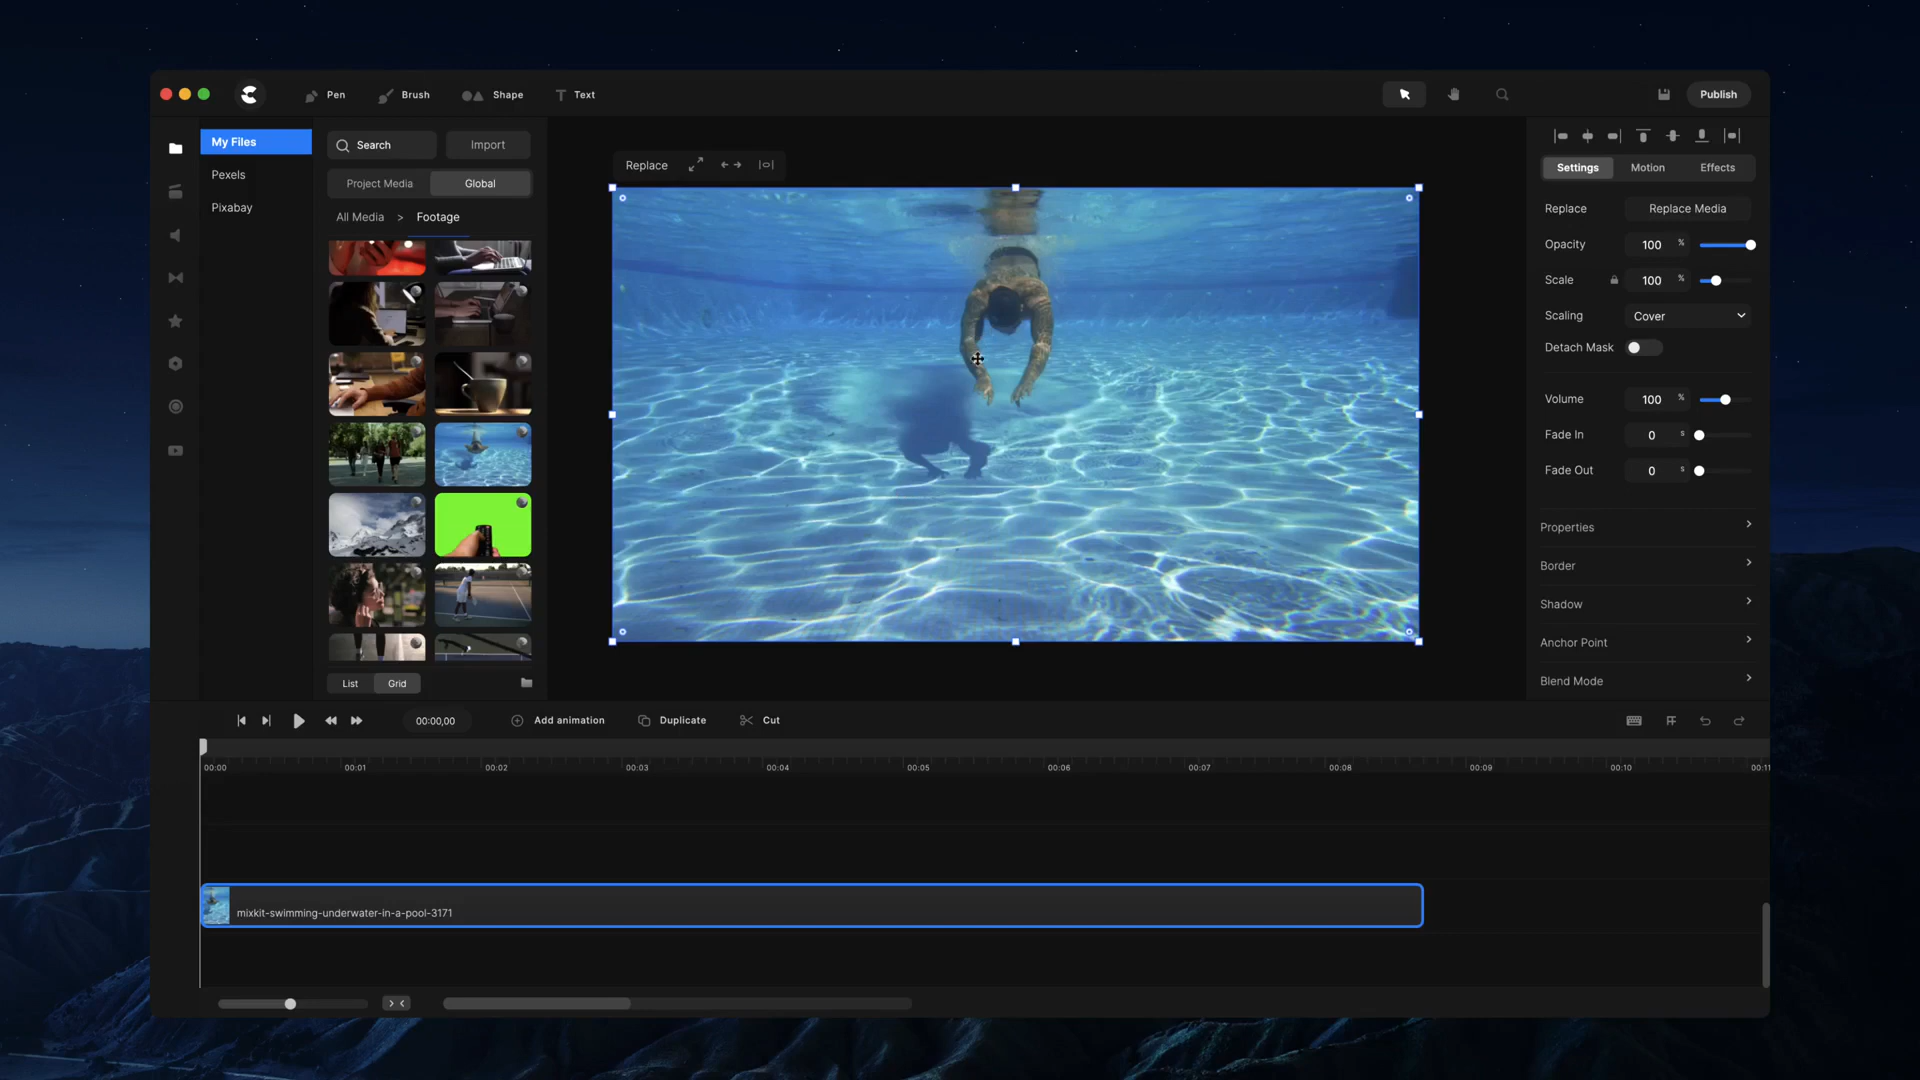 Pen
Brush
Shape
Text
Publish
My Files
Pexels
Pixabay
Search
Import
Project Media
Global
All Media > Footage
List
Grid
Replace
Settings
Motion
Effects
Replace
Replace Media
Opacity
100 %
Scale
100 %
Scaling
Cover
Detach Mask
Volume
100 %
Fade In
0 s
Fade Out
0 s
Properties
Border
Shadow
Anchor Point
Blend Mode
00:00,00
Add animation
Duplicate
Cut
00:00
00:01
00:02
00:03
00:04
00:05
00:06
00:07
00:08
00:09
00:10
00:11
mixkit-swimming-underwater-in-a-pool-3171